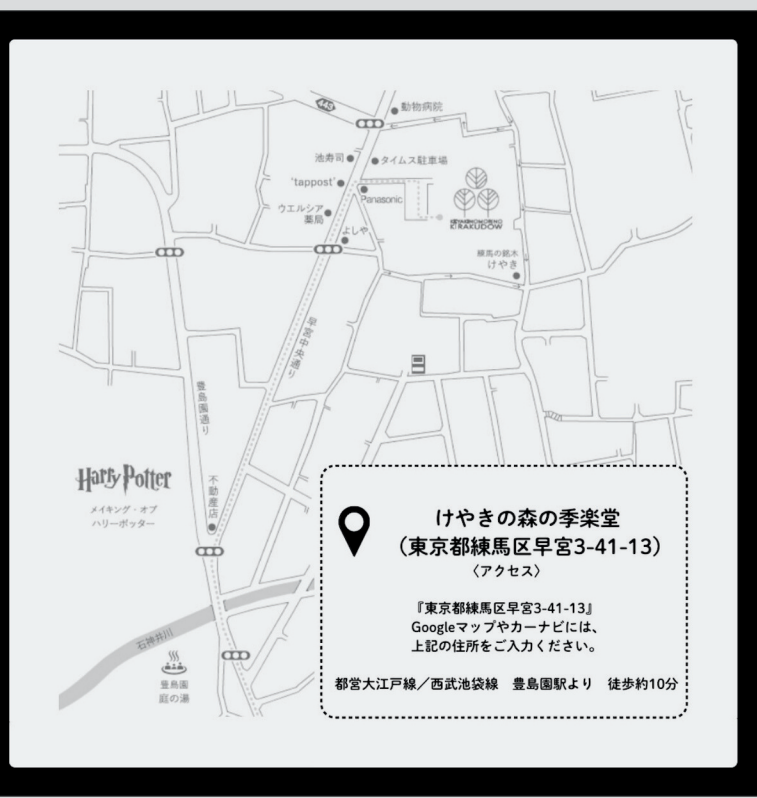 445
動物病院
池寿司
タイムス駐車場
'tappost'
Panasonic
ウエルシア
薬局
よしや
KEYAKINOMORINO
KIRAKUDOW
練馬の銘木
けやき
早宮中央通り
豊島園通り
Harry Potter
メイキング・オブ
ハリーポッター
不動産店
石神井川
豊島園
庭の湯
けやきの森の季楽堂
（東京都練馬区早宮3-41-13）
〈アクセス〉
『東京都練馬区早宮3-41-13』
Googleマップやカーナビには、
上記の住所をご入力ください。
都営大江戸線／西武池袋線　豊島園駅より　徒歩約10分